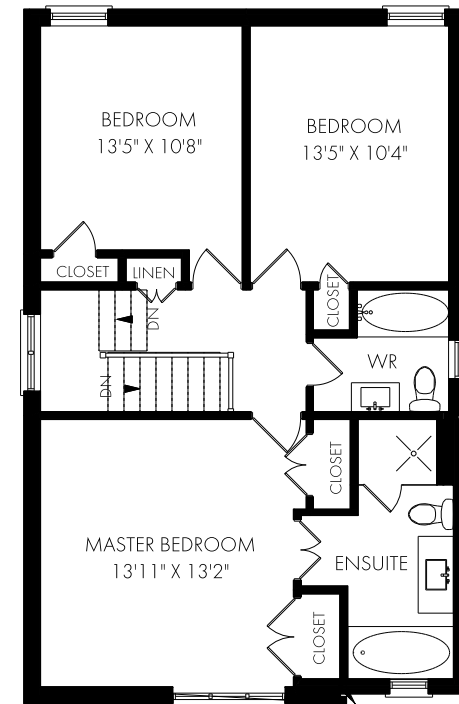 BEDROOM
13'5" X 10'8"
BEDROOM
13'5" X 10'4"
CLOSET
LINEN
CLOSET
DN
WR
DN
CLOSET
MASTER BEDROOM
13'11" X 13'2"
ENSUITE
CLOSET